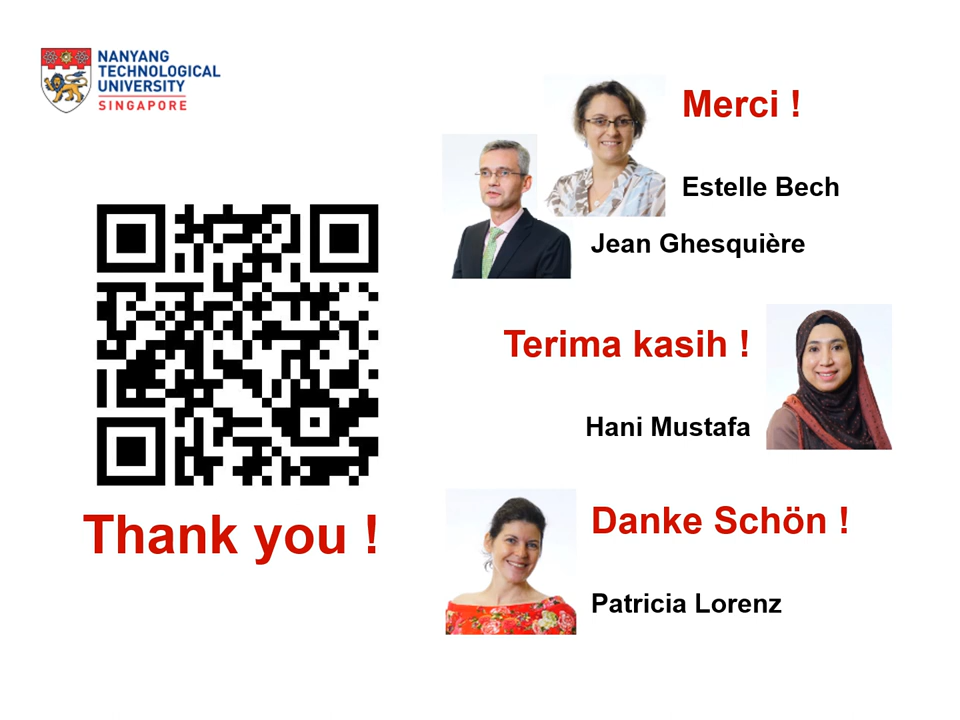 NANYANG
TECHNOLOGICAL
UNIVERSITY
SINGAPORE
Merci !
Estelle Bech
Jean Ghesquière
Terima kasih !
Hani Mustafa
Thank you !
Danke Schön !
Patricia Lorenz